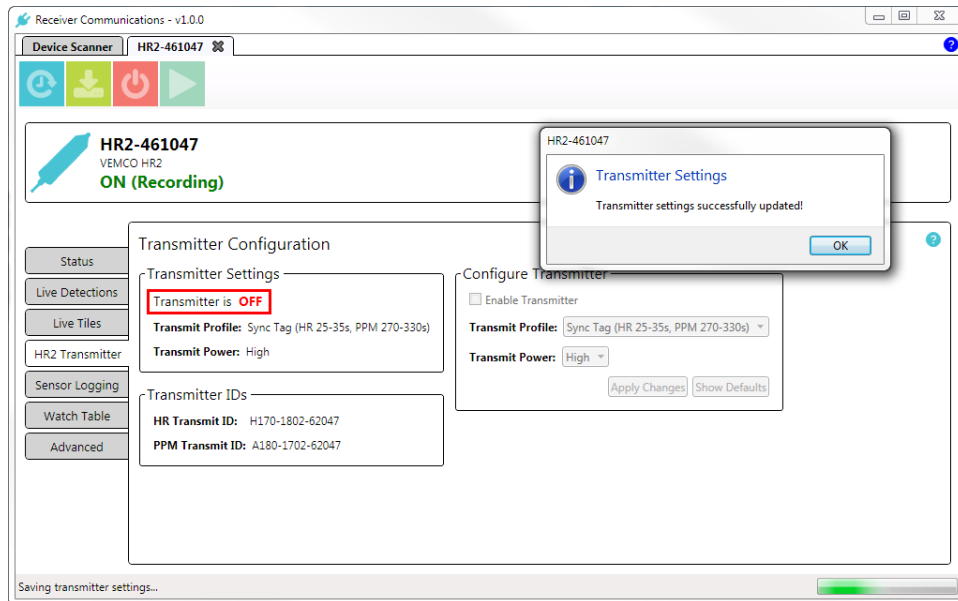 Receiver Communications - v1.0.0
Device Scanner
HR2-461047
?
HR2-461047
VEMCO HR2
ON (Recording)
HR2-461047
Transmitter Settings
Transmitter settings successfully updated!
OK
Status
Live Detections
Live Tiles
HR2 Transmitter
Sensor Logging
Watch Table
Advanced
Transmitter Configuration
?
Transmitter Settings
Transmitter is OFF
Transmit Profile: Sync Tag (HR 25-35s, PPM 270-330s)
Transmit Power: High
Transmitter IDs
HR Transmit ID: H170-1802-62047
PPM Transmit ID: A180-1702-62047
Configure Transmitter
Enable Transmitter
Transmit Profile: Sync Tag (HR 25-35s, PPM 270-330s)
Transmit Power: High
Apply Changes Show Defaults
Saving transmitter settings...